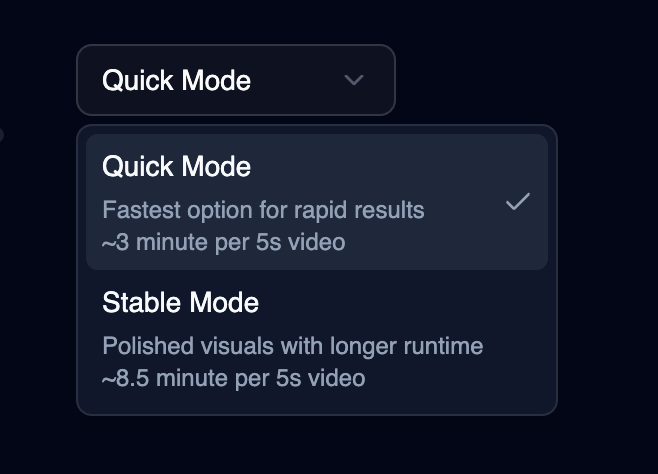 Quick Mode
Quick Mode
Fastest option for rapid results
~3 minute per 5s video
Stable Mode
Polished visuals with longer runtime
~8.5 minute per 5s video